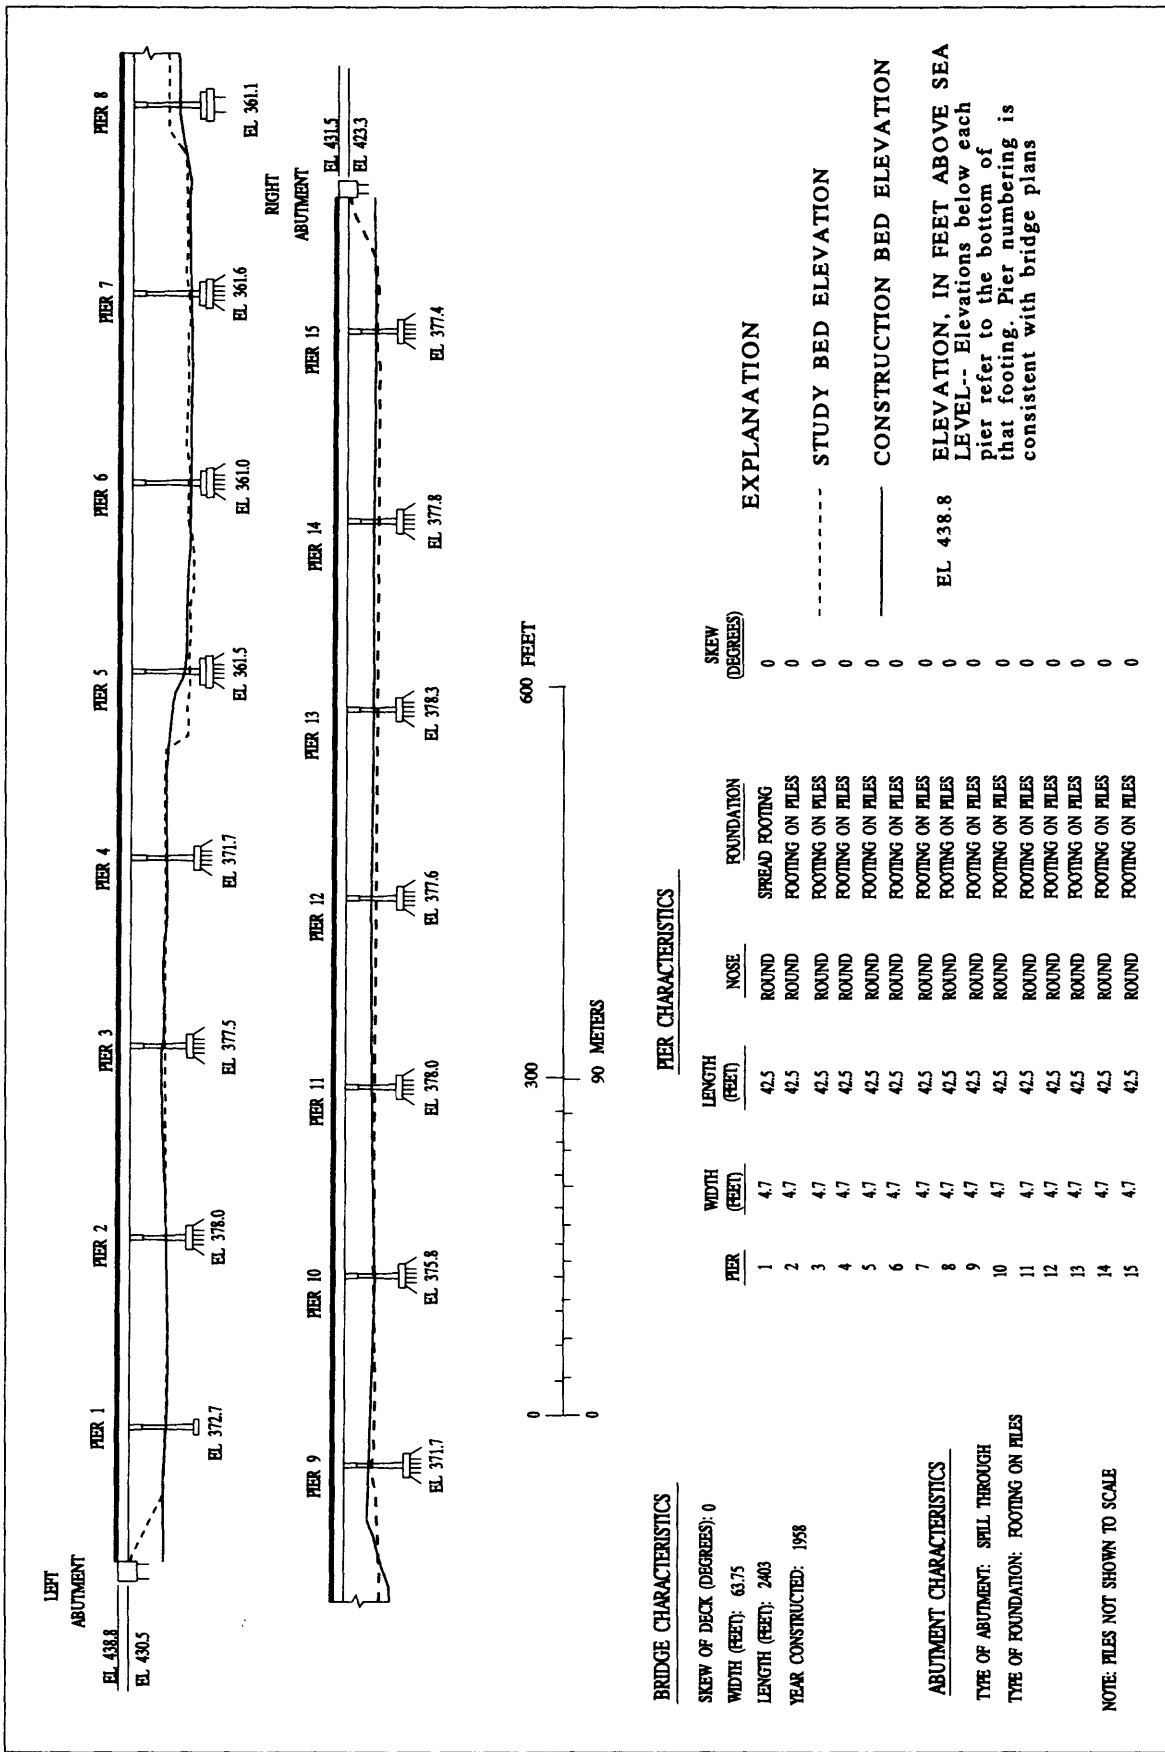 LEFT
ABUTMENT
EL 438.8
EL 430.5
PIER 1
PIER 2
PIER 3
PIER 4
PIER 5
PIER 6
PIER 7
PIER 8
EL 372.7
EL 378.0
EL 377.5
EL 371.7
EL 361.5
EL 361.0
EL 361.6
EL 361.1
RIGHT
ABUTMENT
EL 431.5
EL 423.3
PIER 9
PIER 10
PIER 11
PIER 12
PIER 13
PIER 14
PIER 15
EL 371.7
EL 375.8
EL 378.0
EL 377.6
EL 378.3
EL 377.8
EL 377.4
0 300 600 FEET
0 90 METERS
BRIDGE CHARACTERISTICS
SKEW OF DECK (DEGREES): 0
WIDTH (FEET): 63.75
LENGTH (FEET): 2403
YEAR CONSTRUCTED: 1958
ABUTMENT CHARACTERISTICS
TYPE OF ABUTMENT: SPILL THROUGH
TYPE OF FOUNDATION: FOOTING ON PILES
NOTE: PILES NOT SHOWN TO SCALE
PIER CHARACTERISTICS
PIER WIDTH (FEET) LENGTH (FEET) NOSE FOUNDATION SKEW (DEGREES)
1 4.7 42.5 ROUND SPREAD FOOTING 0
2 4.7 42.5 ROUND FOOTING ON PILES 0
3 4.7 42.5 ROUND FOOTING ON PILES 0
4 4.7 42.5 ROUND FOOTING ON PILES 0
5 4.7 42.5 ROUND FOOTING ON PILES 0
6 4.7 42.5 ROUND FOOTING ON PILES 0
7 4.7 42.5 ROUND FOOTING ON PILES 0
8 4.7 42.5 ROUND FOOTING ON PILES 0
9 4.7 42.5 ROUND FOOTING ON PILES 0
10 4.7 42.5 ROUND FOOTING ON PILES 0
11 4.7 42.5 ROUND FOOTING ON PILES 0
12 4.7 42.5 ROUND FOOTING ON PILES 0
13 4.7 42.5 ROUND FOOTING ON PILES 0
14 4.7 42.5 ROUND FOOTING ON PILES 0
15 4.7 42.5 ROUND FOOTING ON PILES 0
EXPLANATION
STUDY BED ELEVATION
CONSTRUCTION BED ELEVATION
EL 438.8 ELEVATION, IN FEET ABOVE SEA
LEVEL-- Elevations below each
pier refer to the bottom of
that footing. Pier numbering is
consistent with bridge plans